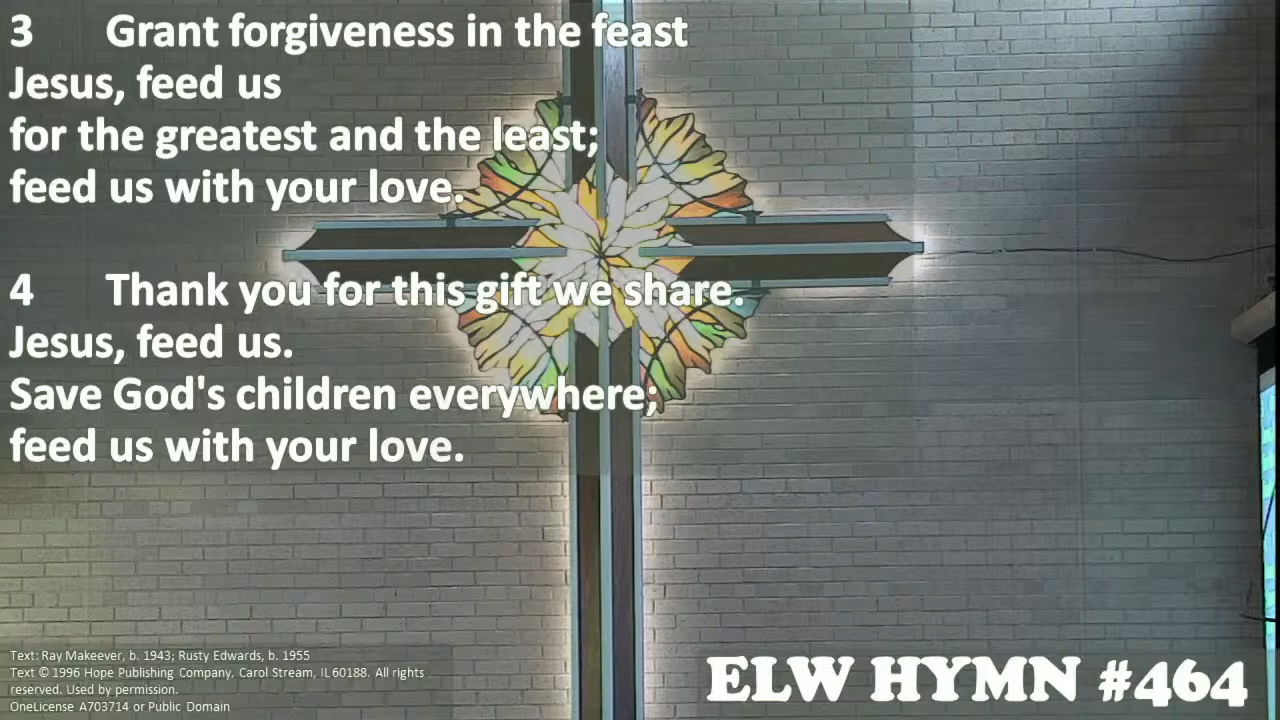 3 Grant forgiveness in the feast
Jesus, feed us
for the greatest and the least;
feed us with your love.
4 Thank you for this gift we share.
Jesus, feed us.
Save God's children everywhere;
feed us with your love.
Text: Ray Makeever, b. 1943; Rusty Edwards, b. 1955
Text © 1996 Hope Publishing Company, Carol Stream, IL 60188. All rights
reserved. Used by permission.
OneLicense A703714 or Public Domain
ELW HYMN #464